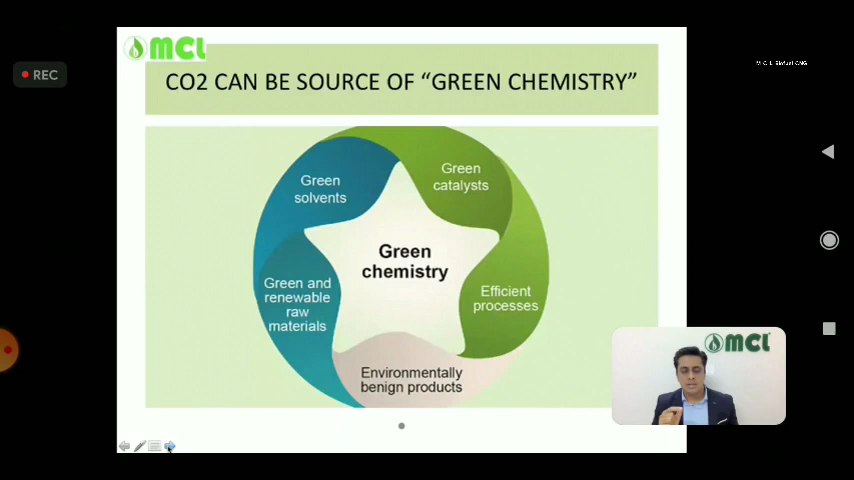 MCL
REC
CO2 CAN BE SOURCE OF “GREEN CHEMISTRY”
Green
solvents
Green
catalysts
Green
chemistry
Green and
renewable
raw
materials
Efficient
processes
Environmentally
benign products
MCL